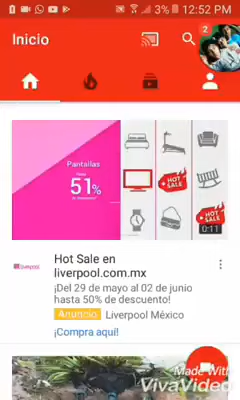 3% 12:52 PM
2
Inicio
Pantallas
51%
HOT SALE
HOT SALE
0:11
Liverpool
Hot Sale en
liverpool.com.mx
¡Del 29 de mayo al 02 de junio
hasta 50% de descuento!
Anuncio Liverpool México
¡Compra aquí!
Made With
VivaVideo